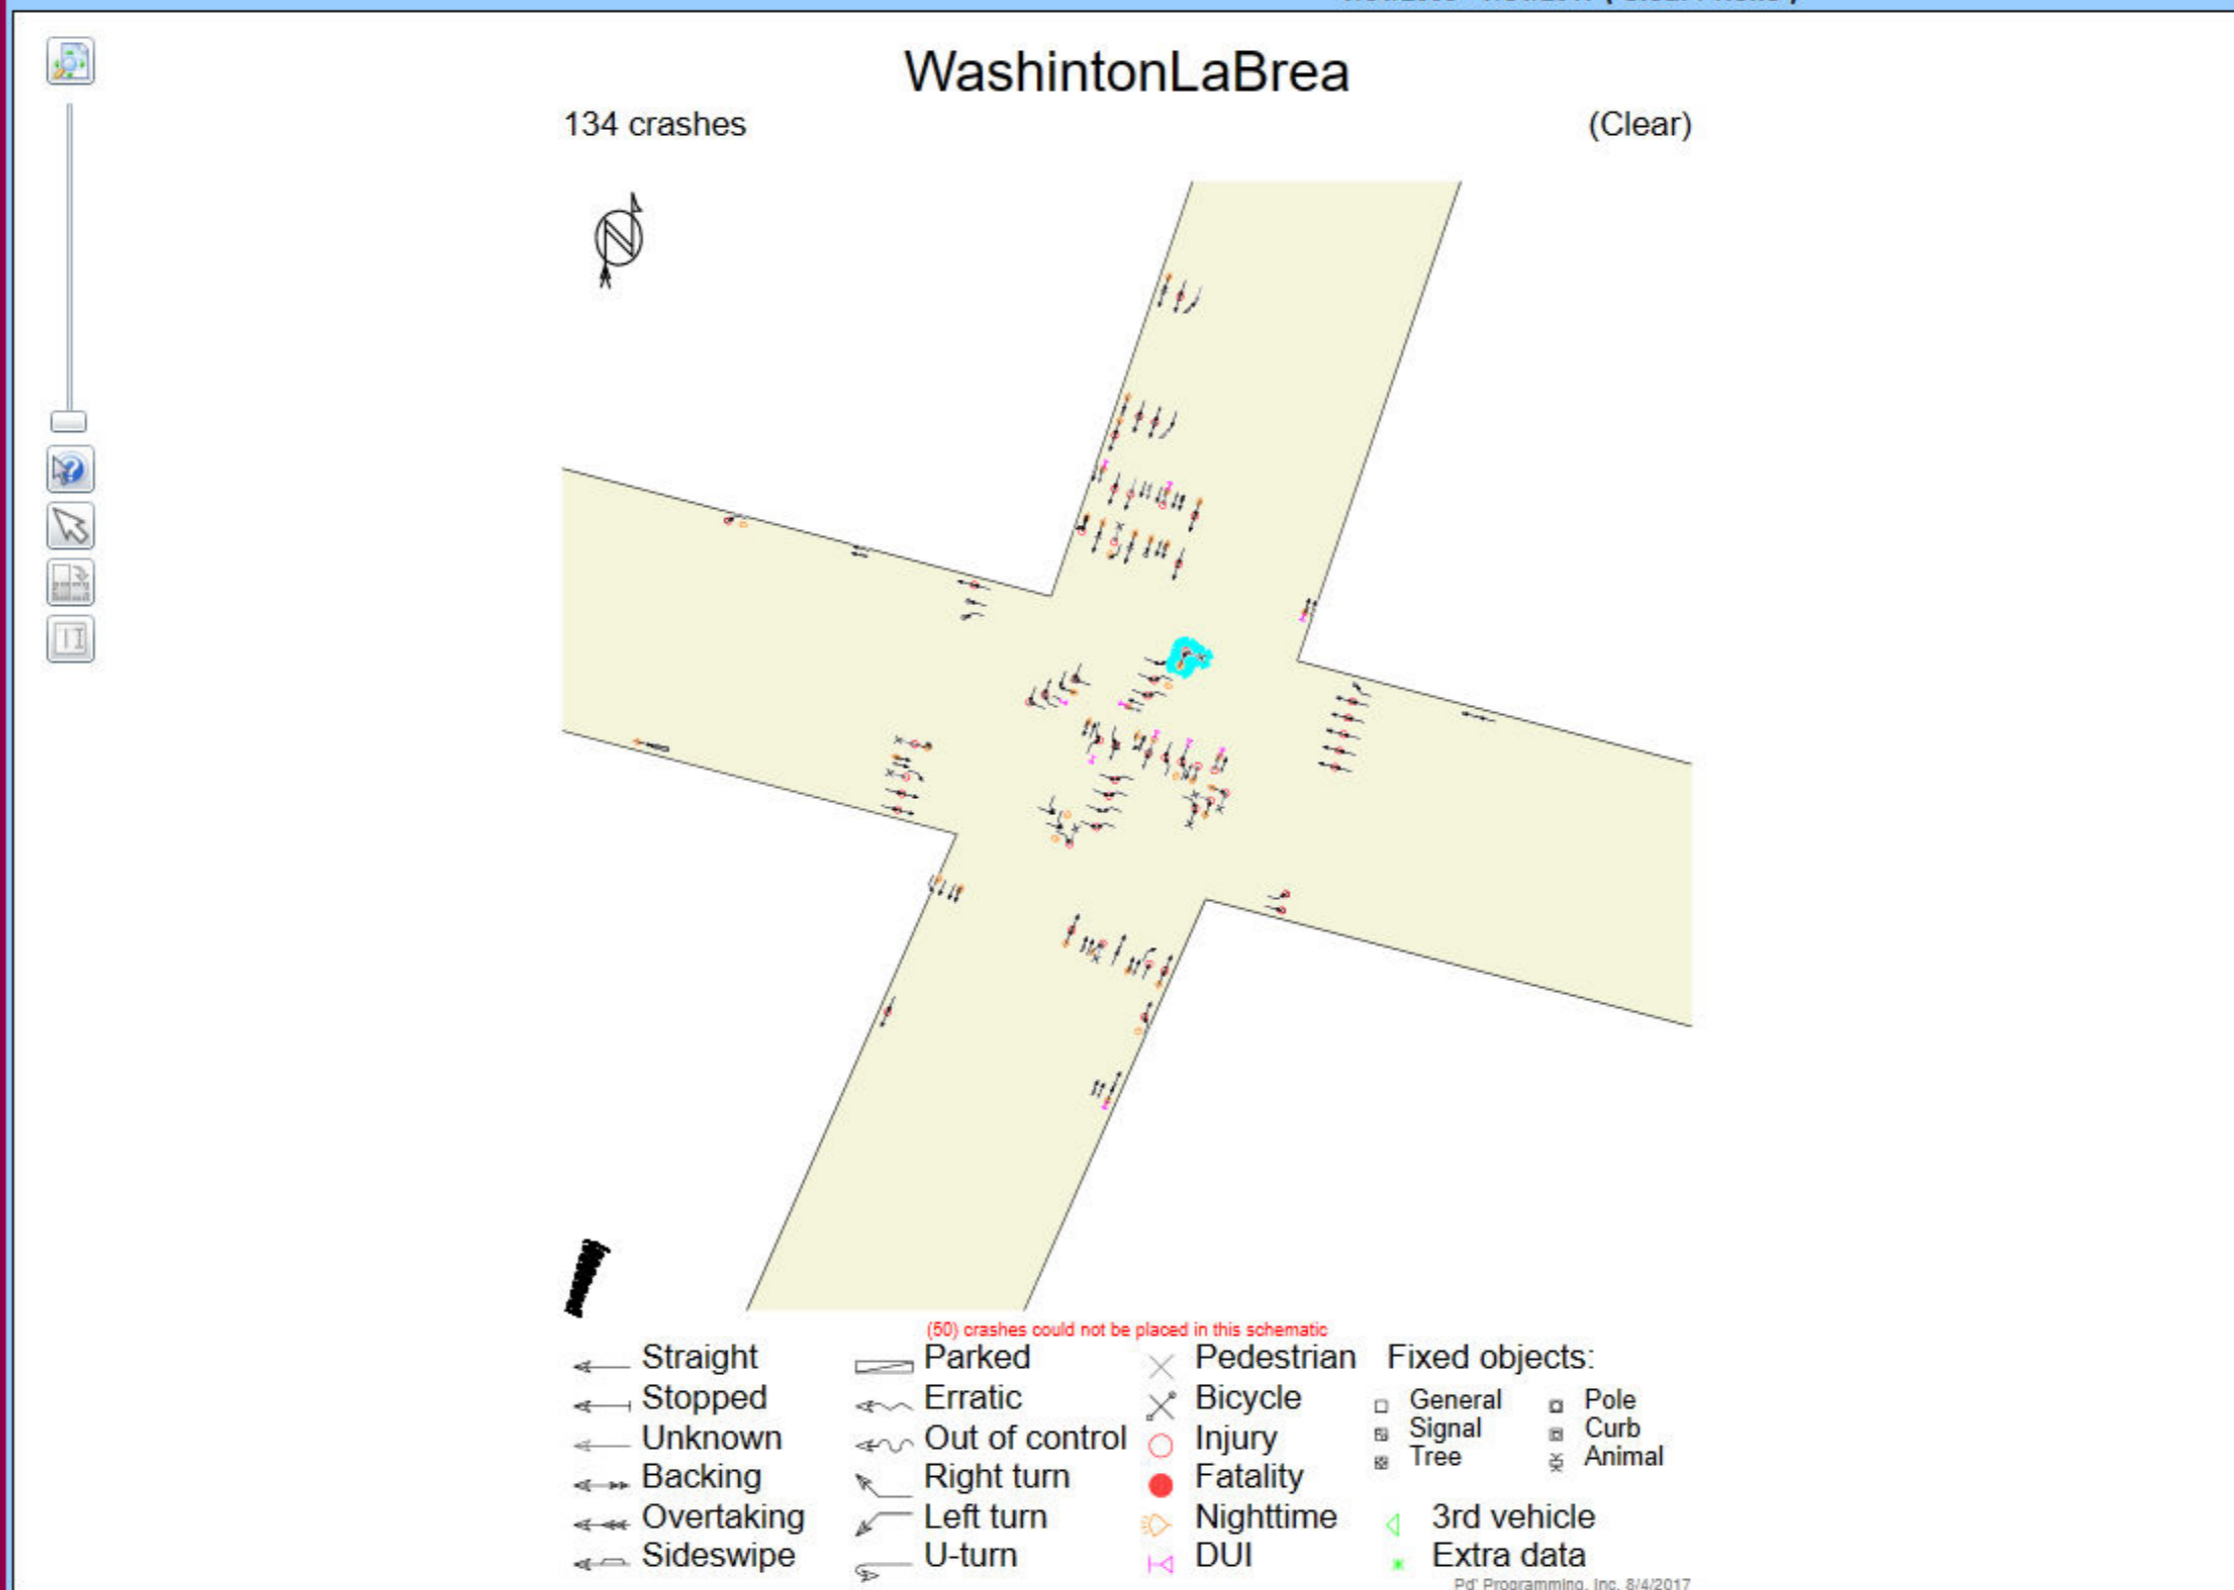 WashintonLaBrea
134 crashes
(Clear)
N
(50) crashes could not be placed in this schematic
Straight
Stopped
Unknown
Backing
Overtaking
Sideswipe
Parked
Erratic
Out of control
Right turn
Left turn
U-turn
Pedestrian
Bicycle
Injury
Fatality
Nighttime
DUI
Fixed objects:
General
Signal
Tree
Pole
Curb
Animal
3rd vehicle
Extra data
Pd' Programming, Inc. 8/4/2017